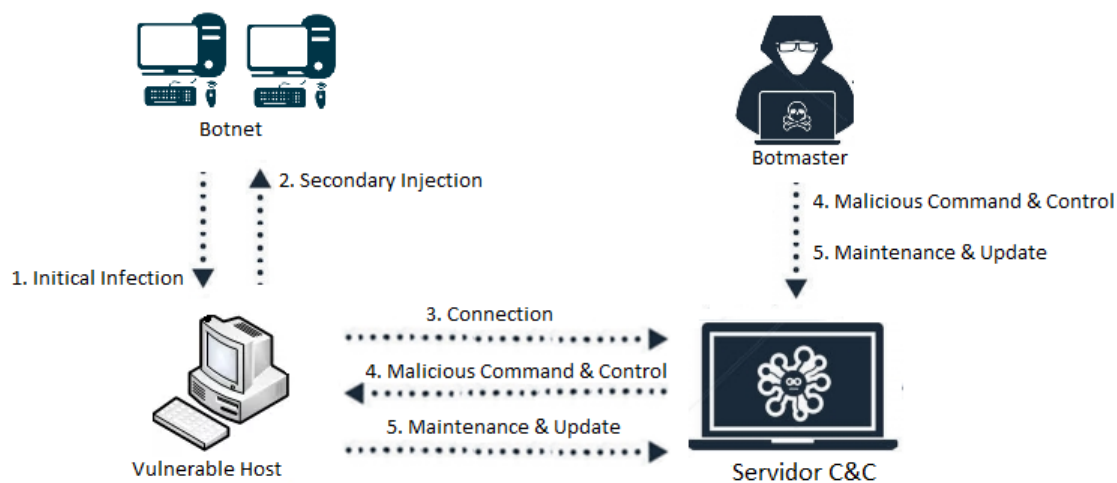 Botnet
Botmaster
2. Secondary Injection
4. Malicious Command & Control
5. Maintenance & Update
1. Initical Infection
3. Connection
4. Malicious Command & Control
5. Maintenance & Update
Vulnerable Host
Servidor C&C